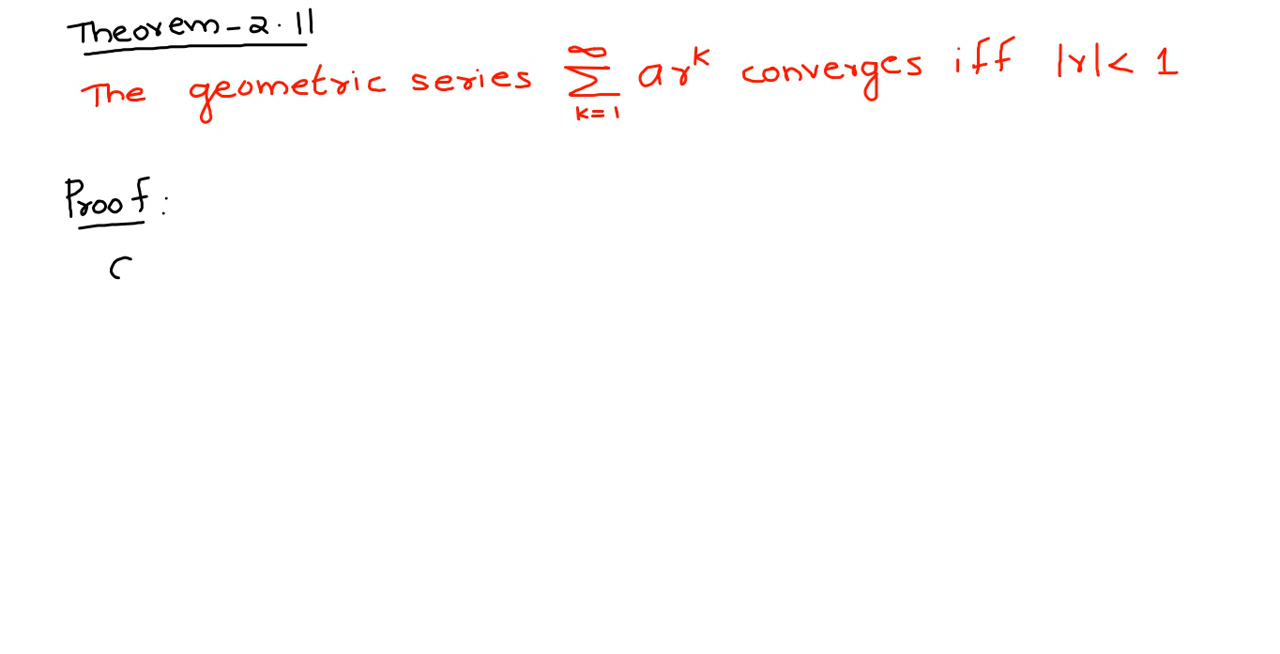 Theorem-2.11
The geometric series ∞∑k=1 ar^k converges iff |r|< 1
Proof :
C